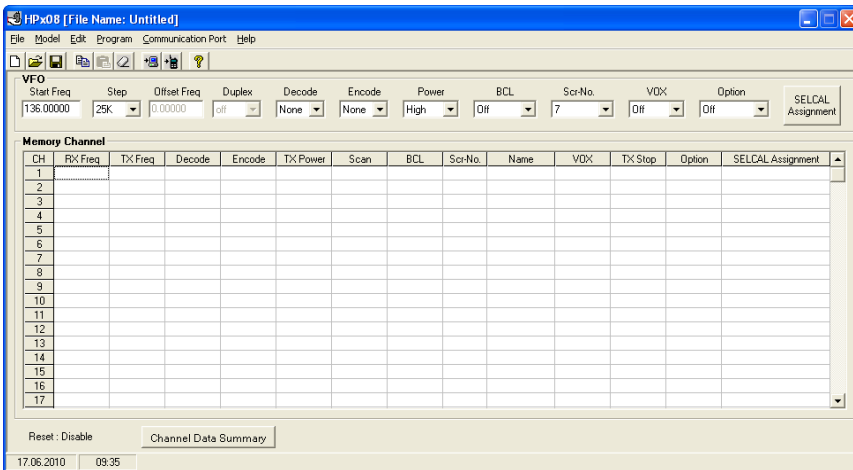 HPx08 [File Name: Untitled]
File Model Edit Program Communication Port Help
VFO
Start Freq Step Offset Freq Duplex Decode Encode Power BCL Scr-No. VOX Option
136.00000 25K 0.00000 off None None High Off 7 Off Off
SELCAL
Assignment
Memory Channel
CH RX Freq TX Freq Decode Encode TX Power Scan BCL Scr-No. Name VOX TX Stop Option SELCAL Assignment
1
2
3
4
5
6
7
8
9
10
11
12
13
14
15
16
17
Reset : Disable Channel Data Summary
17.06.2010 09:35